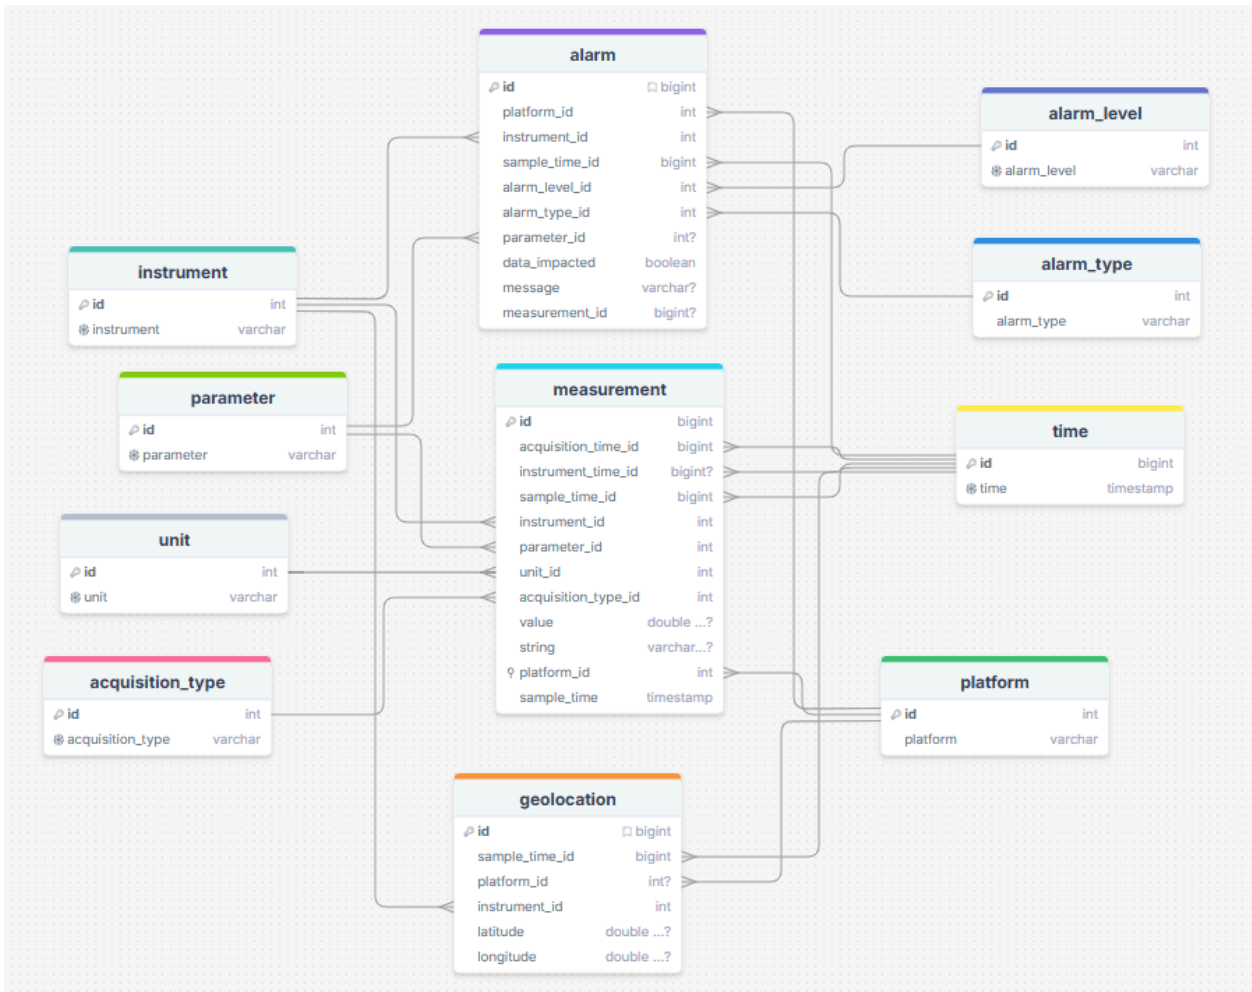 alarm
id bigint
platform_id int
instrument_id int
sample_time_id bigint
alarm_level_id int
alarm_type_id int
parameter_id int?
data_impacted boolean
message varchar?
measurement_id bigint?
alarm_level
id int
alarm_level varchar
alarm_type
id int
alarm_type varchar
instrument
id int
instrument varchar
parameter
id int
parameter varchar
measurement
id bigint
acquisition_time_id bigint
instrument_time_id bigint?
sample_time_id bigint
instrument_id int
parameter_id int
unit_id int
acquisition_type_id int
value double ...?
string varchar...?
platform_id int
sample_time timestamp
time
id bigint
time timestamp
unit
id int
unit varchar
acquisition_type
id int
acquisition_type varchar
platform
id int
platform varchar
geolocation
id bigint
sample_time_id bigint
platform_id int?
instrument_id int
latitude double ...?
longitude double ...?